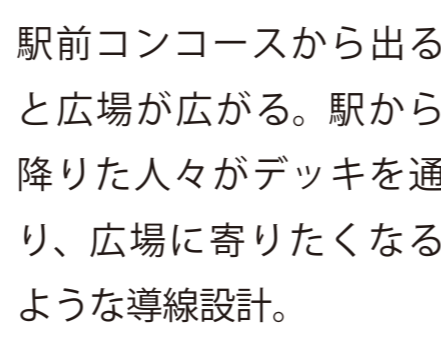 駅前コンコースから出る
と広場が広がる。駅から
降りた人々がデッキを通
り、広場に寄りたくなる
ような導線設計。